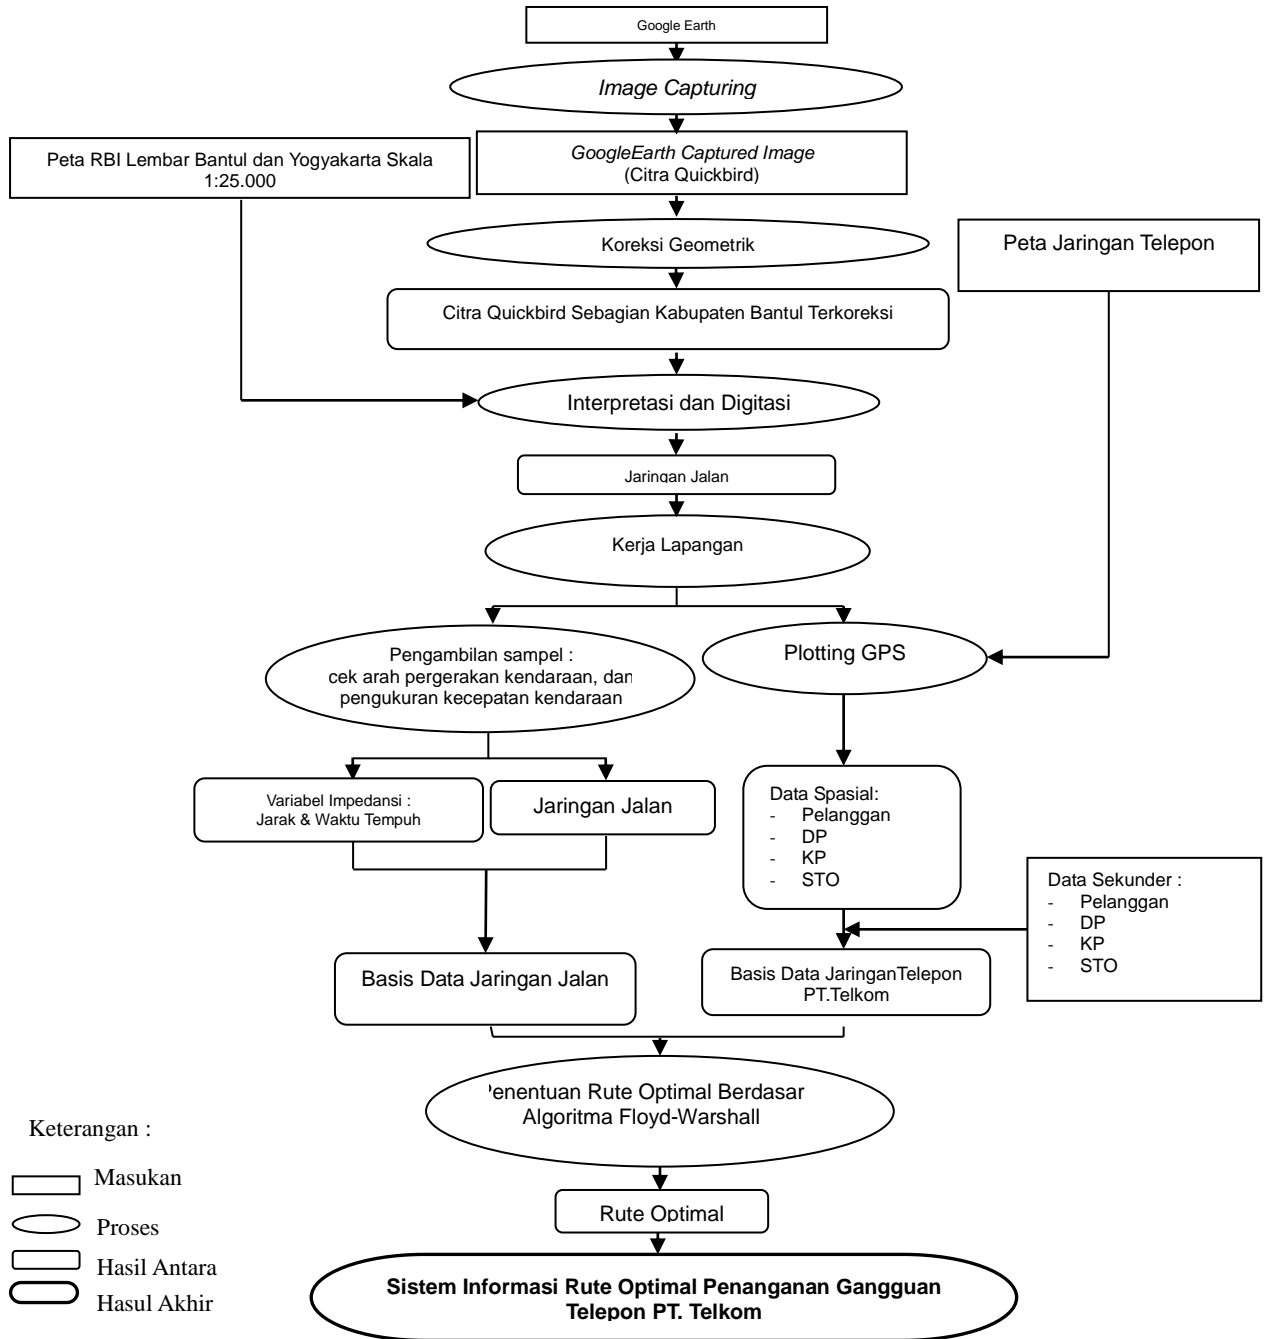 Google Earth
Image Capturing
GoogleEarth Captured Image
(Citra Quickbird)
Peta RBI Lembar Bantul dan Yogyakarta Skala
1:25.000
Koreksi Geometrik
Peta Jaringan Telepon
Citra Quickbird Sebagian Kabupaten Bantul Terkoreksi
Interpretasi dan Digitasi
Jaringan Jalan
Kerja Lapangan
Pengambilan sampel :
cek arah pergerakan kendaraan, dan
pengukuran kecepatan kendaraan
Plotting GPS
Variabel Impedansi :
Jarak & Waktu Tempuh
Jaringan Jalan
Data Spasial:
- Pelanggan
- DP
- KP
- STO
Data Sekunder :
- Pelanggan
- DP
- KP
- STO
Basis Data Jaringan Jalan
Basis Data JaringanTelepon
PT.Telkom
Penentuan Rute Optimal Berdasar
Algoritma Floyd-Warshall
Rute Optimal
Sistem Informasi Rute Optimal Penanganan Gangguan
Telepon PT. Telkom
Keterangan :
Masukan
Proses
Hasil Antara
Hasul Akhir